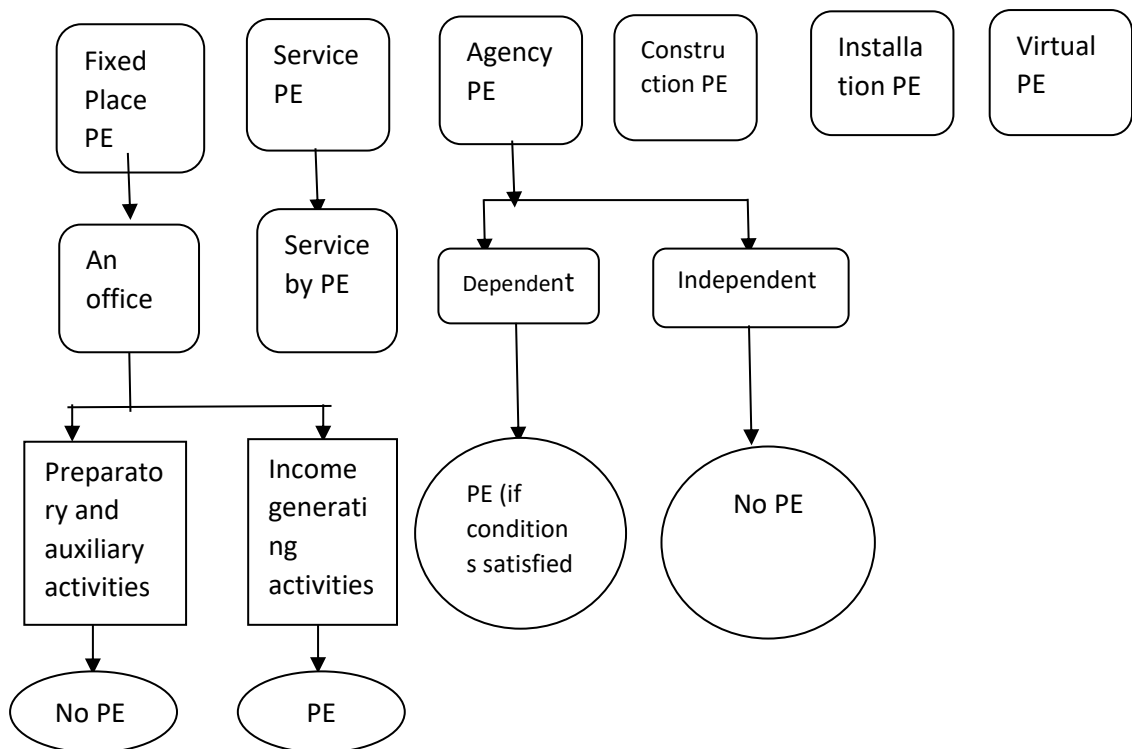 Fixed
Place
PE
Service
PE
Agency
PE
Constru
ction PE
Installa
tion PE
Virtual
PE
An
office
Service
by PE
Dependent
Independent
Preparato
ry and
auxiliary
activities
Income
generati
ng
activities
PE (if
condition
s satisfied
No PE
No PE
PE